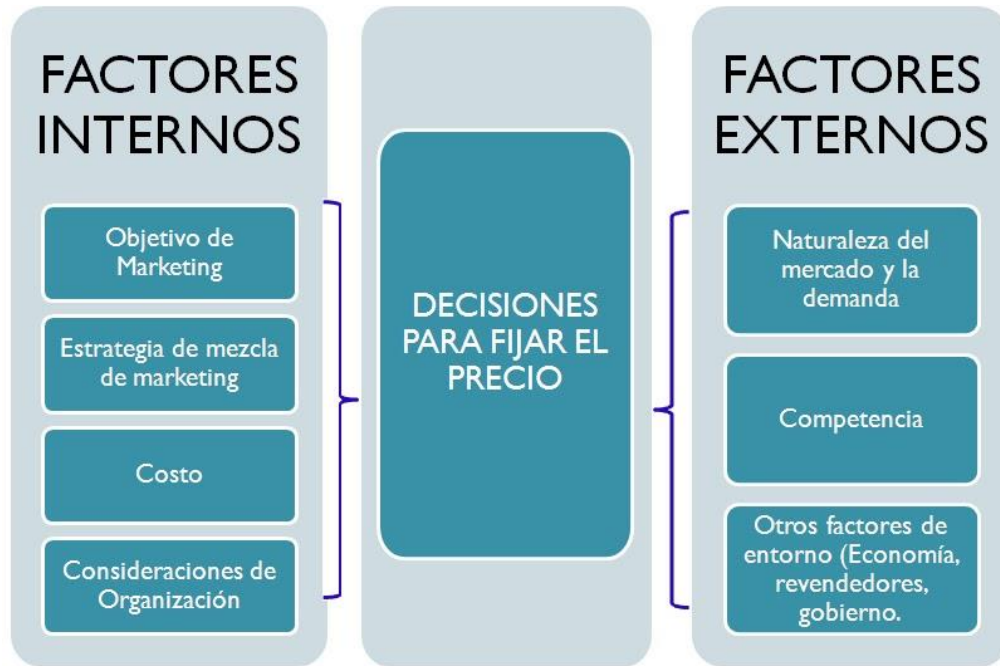 FACTORES
INTERNOS
Objetivo de
Marketing
Estrategia de mezcla
de marketing
Costo
Consideraciones de
Organización
DECISIONES
PARA FIJAR EL
PRECIO
FACTORES
EXTERNOS
Naturaleza del
mercado y la
demanda
Competencia
Otros factores de
entorno (Economía,
revendedores,
gobierno.